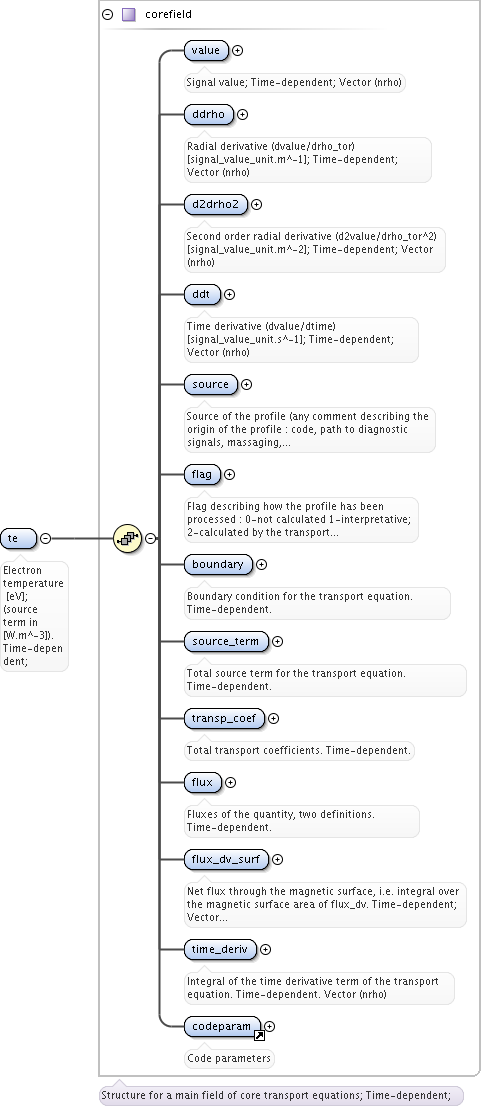 corefield
value
Signal value; Time-dependent; Vector (nrho)
ddrho
Radial derivative (dvalue/drho_tor)
[signal_value_unit.m^-1]; Time-dependent;
Vector (nrho)
d2drho2
Second order radial derivative (d2value/drho_tor^2)
[signal_value_unit.m^-2]; Time-dependent; Vector
(nrho)
ddt
Time derivative (dvalue/dtime)
[signal_value_unit.s^-1]; Time-dependent;
Vector (nrho)
source
Source of the profile (any comment describing the
origin of the profile : code, path to diagnostic
signals, massaging,...
flag
Flag describing how the profile has been
processed : 0-not calculated 1-interpretative;
2-calculated by the transport...
te
Electron
temperature
[eV];
(source
term in
[W.m^-3]).
Time-depen
dent;
boundary
Boundary condition for the transport equation.
Time-dependent.
source_term
Total source term for the transport equation.
Time-dependent.
transp_coef
Total transport coefficients. Time-dependent.
flux
Fluxes of the quantity, two definitions.
Time-dependent.
flux_dv_surf
Net flux through the magnetic surface, i.e. integral over
the magnetic surface area of flux_dv. Time-dependent;
Vector...
time_deriv
Integral of the time derivative term of the transport
equation. Time-dependent. Vector (nrho)
codeparam
Code parameters
Structure for a main field of core transport equations; Time-dependent;